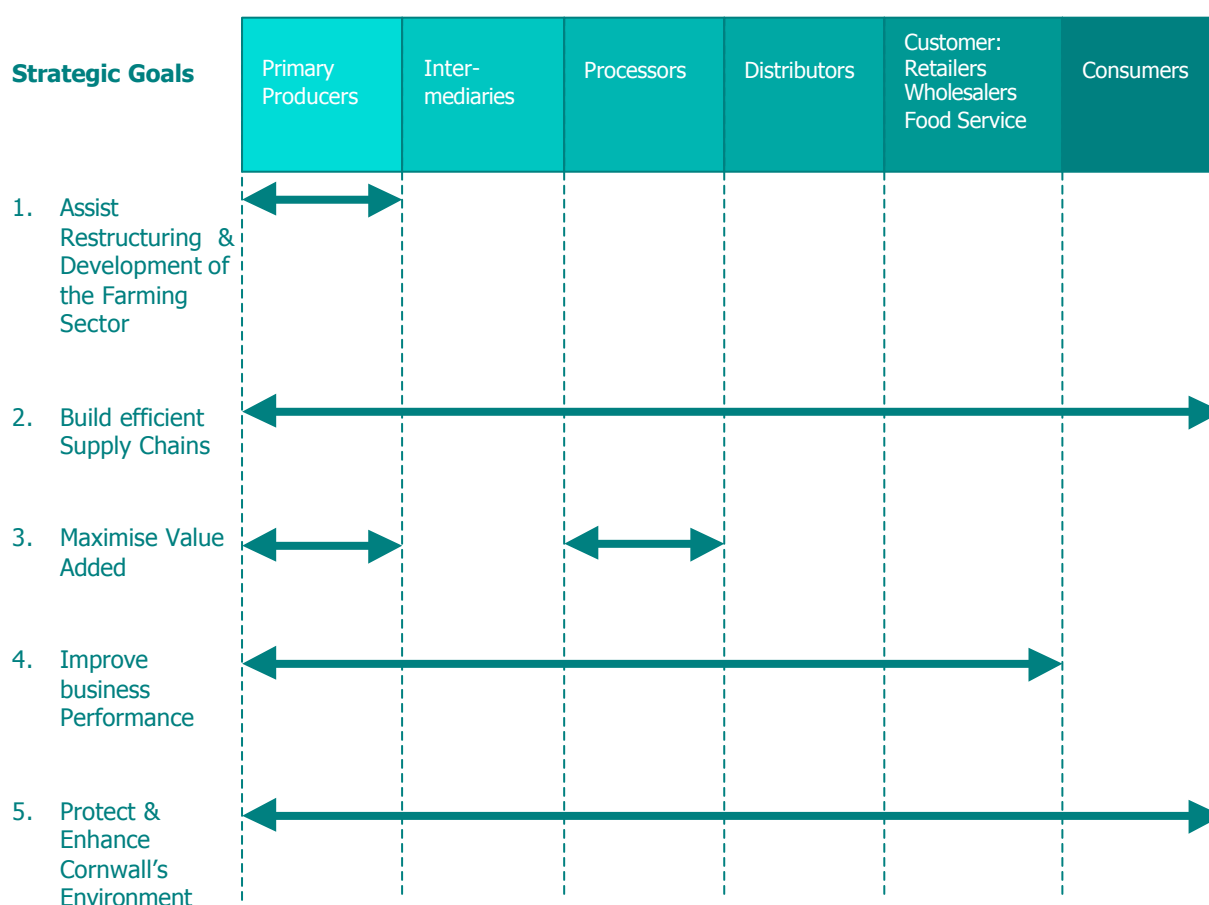 Strategic Goals
Primary
Producers
Inter-
mediaries
Processors
Distributors
Customer:
Retailers
Wholesalers
Food Service
Consumers
1. Assist
Restructuring &
Development of
the Farming
Sector
2. Build efficient
Supply Chains
3. Maximise Value
Added
4. Improve
business
Performance
5. Protect &
Enhance
Cornwall’s
Environment